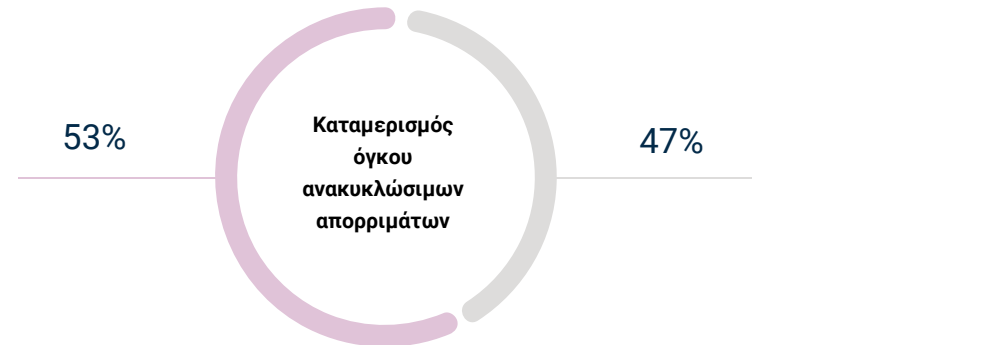 53%
Καταμερισμός
όγκου
ανακυκλώσιμων
απορριμάτων
47%